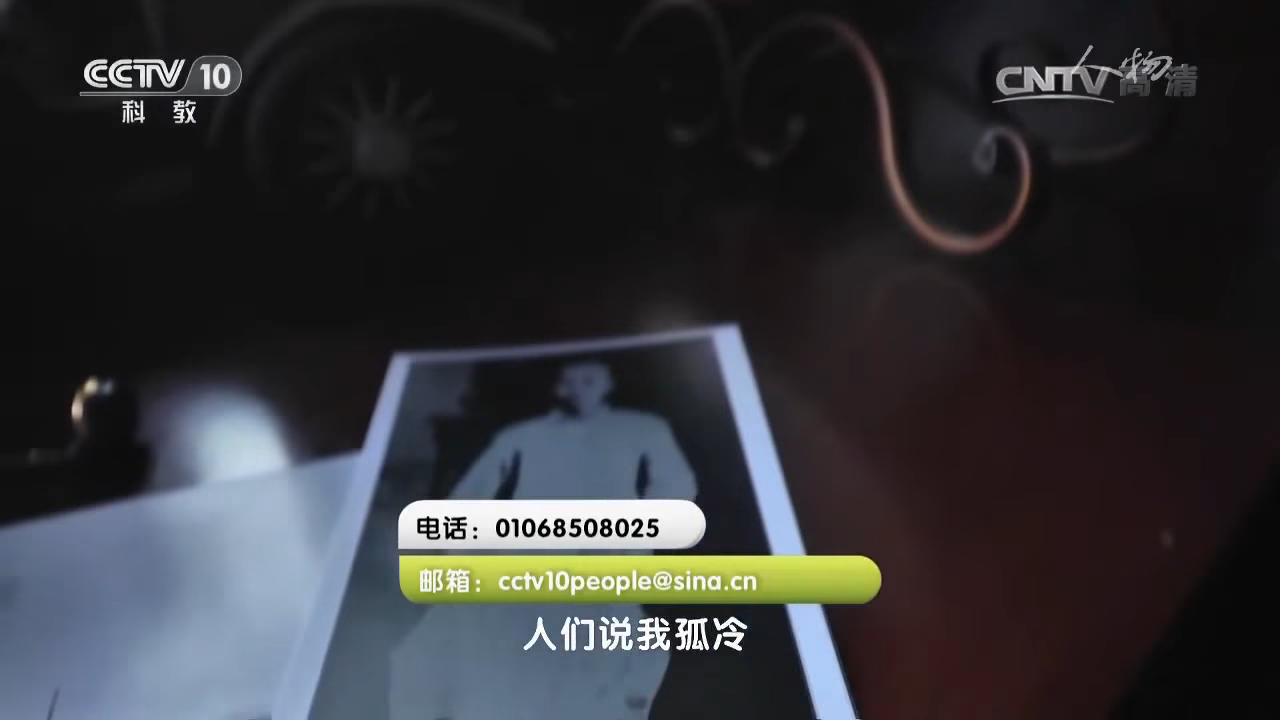 CCTV 10
科 教
人物
CNTV 高清
电话：01068508025
邮箱：cctv10people@sina.cn
人们说我孤冷